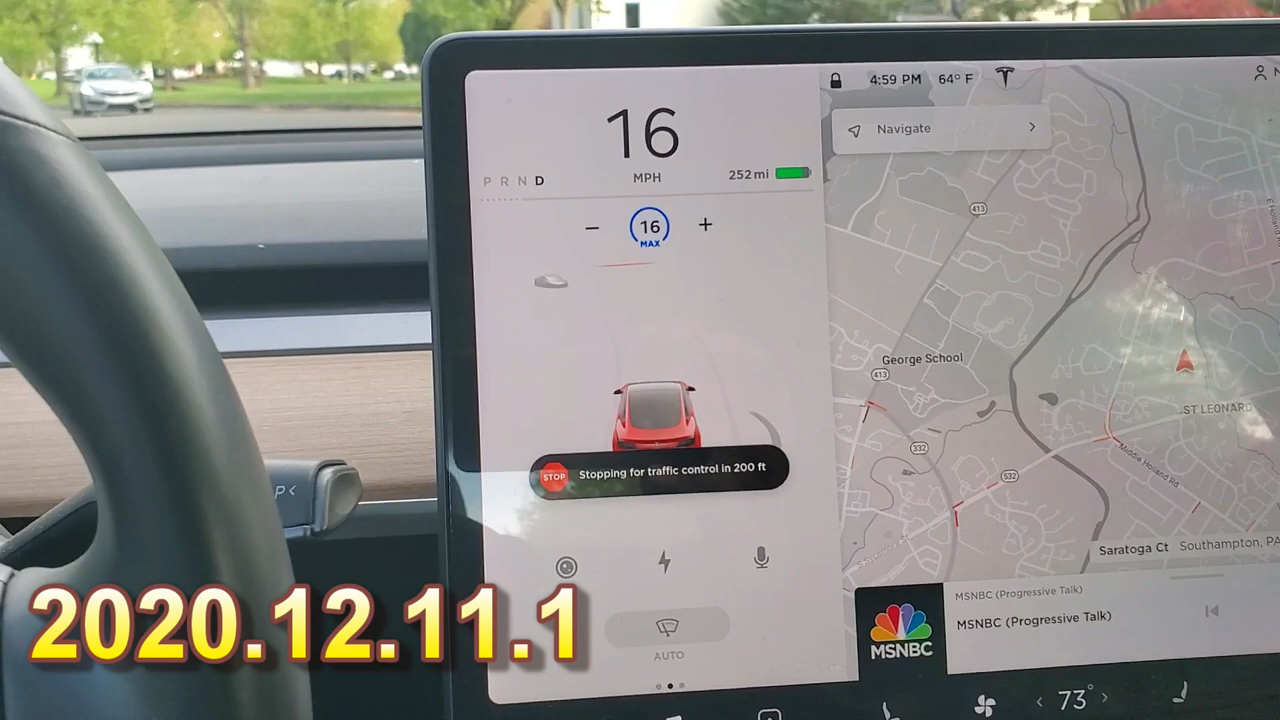 4:59 PM 64° F
N
16
MPH
P R N D
252 mi
Navigate
− 16 +
MAX
413
George School
413
ST LEONARD
332
532
Middle Holland Rd
Stopping for traffic control in 200 ft
STOP
P<
Saratoga Ct Southampton, PA
MSNBC (Progressive Talk)
MSNBC (Progressive Talk)
MSNBC
AUTO
73°
2020.12.11.1